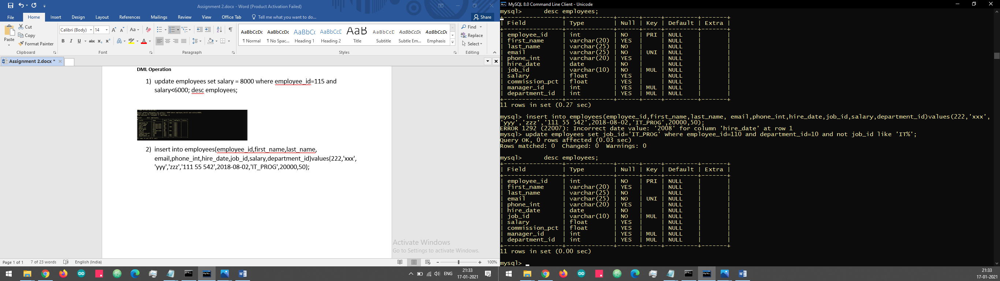 Assignment 2.docx - Word (Product Activation Failed)
File Home Insert Design Layout References Mailings Review View Office Tab Tell me what you want to do... Share
Paste
Cut
Copy
Format Painter
Clipboard
Calibri (Body) 14
Font
Paragraph
AaBbCcDc AaBbCcDc AaBbC( AaBbCcD AaB AaBbCcD AaBbCcDc AaBbCcDc
¶ Normal ¶ No Spac... Heading 1 Heading 2 Title Subtitle Subtle Em... Emphasis
Styles
Find
Replace
Select
Editing
Assignment 2.docx *
DML Operation
1) update employees set salary = 8000 where employee_id=115 and
salary<6000; desc employees;
2) insert into employees(employee_id,first_name,last_name,
email,phone_int,hire_date,job_id,salary,department_id)values(222,'xxx',
'yyy','zzz','111 55 542',2018-08-02,'IT_PROG',20000,50);
Activate Windows
Go to Settings to activate Windows.
Page 1 of 1 7 of 23 words English (India) 100%
ENG
21:33
17-01-2021
MySQL 8.0 Command Line Client - Unicode
mysql> desc employees;
+-----------------+-------------+------+-----+---------+-------+
| Field | Type | Null | Key | Default | Extra |
+-----------------+-------------+------+-----+---------+-------+
| employee_id | int | NO | PRI | NULL | |
| first_name | varchar(20) | YES | | NULL | |
| last_name | varchar(25) | NO | | NULL | |
| email | varchar(25) | NO | UNI | NULL | |
| phone_int | varchar(20) | YES | | NULL | |
| hire_date | date | NO | | NULL | |
| job_id | varchar(10) | NO | MUL | NULL | |
| salary | float | YES | | NULL | |
| commission_pct | float | YES | | NULL | |
| manager_id | int | YES | MUL | NULL | |
| department_id | int | YES | MUL | NULL | |
+-----------------+-------------+------+-----+---------+-------+
11 rows in set (0.27 sec)
mysql> insert into employees(employee_id,first_name,last_name, email,phone_int,hire_date,job_id,salary,department_id)values(222,'xxx',
'yyy','zzz','111 55 542',2018-08-02,'IT_PROG',20000,50);
ERROR 1292 (22007): Incorrect date value: '2008' for column 'hire_date' at row 1
mysql> update employees set job_id='IT_PROG' where employee_id=110 and department_id=10 and not job_id like 'IT%';
Query OK, 0 rows affected (0.03 sec)
Rows matched: 0 Changed: 0 Warnings: 0
mysql> desc employees;
+-----------------+-------------+------+-----+---------+-------+
| Field | Type | Null | Key | Default | Extra |
+-----------------+-------------+------+-----+---------+-------+
| employee_id | int | NO | PRI | NULL | |
| first_name | varchar(20) | YES | | NULL | |
| last_name | varchar(25) | NO | | NULL | |
| email | varchar(25) | NO | UNI | NULL | |
| phone_int | varchar(20) | YES | | NULL | |
| hire_date | date | NO | | NULL | |
| job_id | varchar(10) | NO | MUL | NULL | |
| salary | float | YES | | NULL | |
| commission_pct | float | YES | | NULL | |
| manager_id | int | YES | MUL | NULL | |
| department_id | int | YES | MUL | NULL | |
+-----------------+-------------+------+-----+---------+-------+
11 rows in set (0.00 sec)
mysql>
21:33
17-01-2021